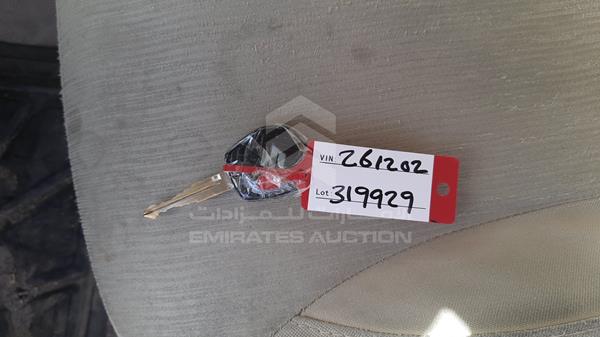 VIN 261202
Lot: 319929
الإمارات للمزادات
EMIRATES AUCTION